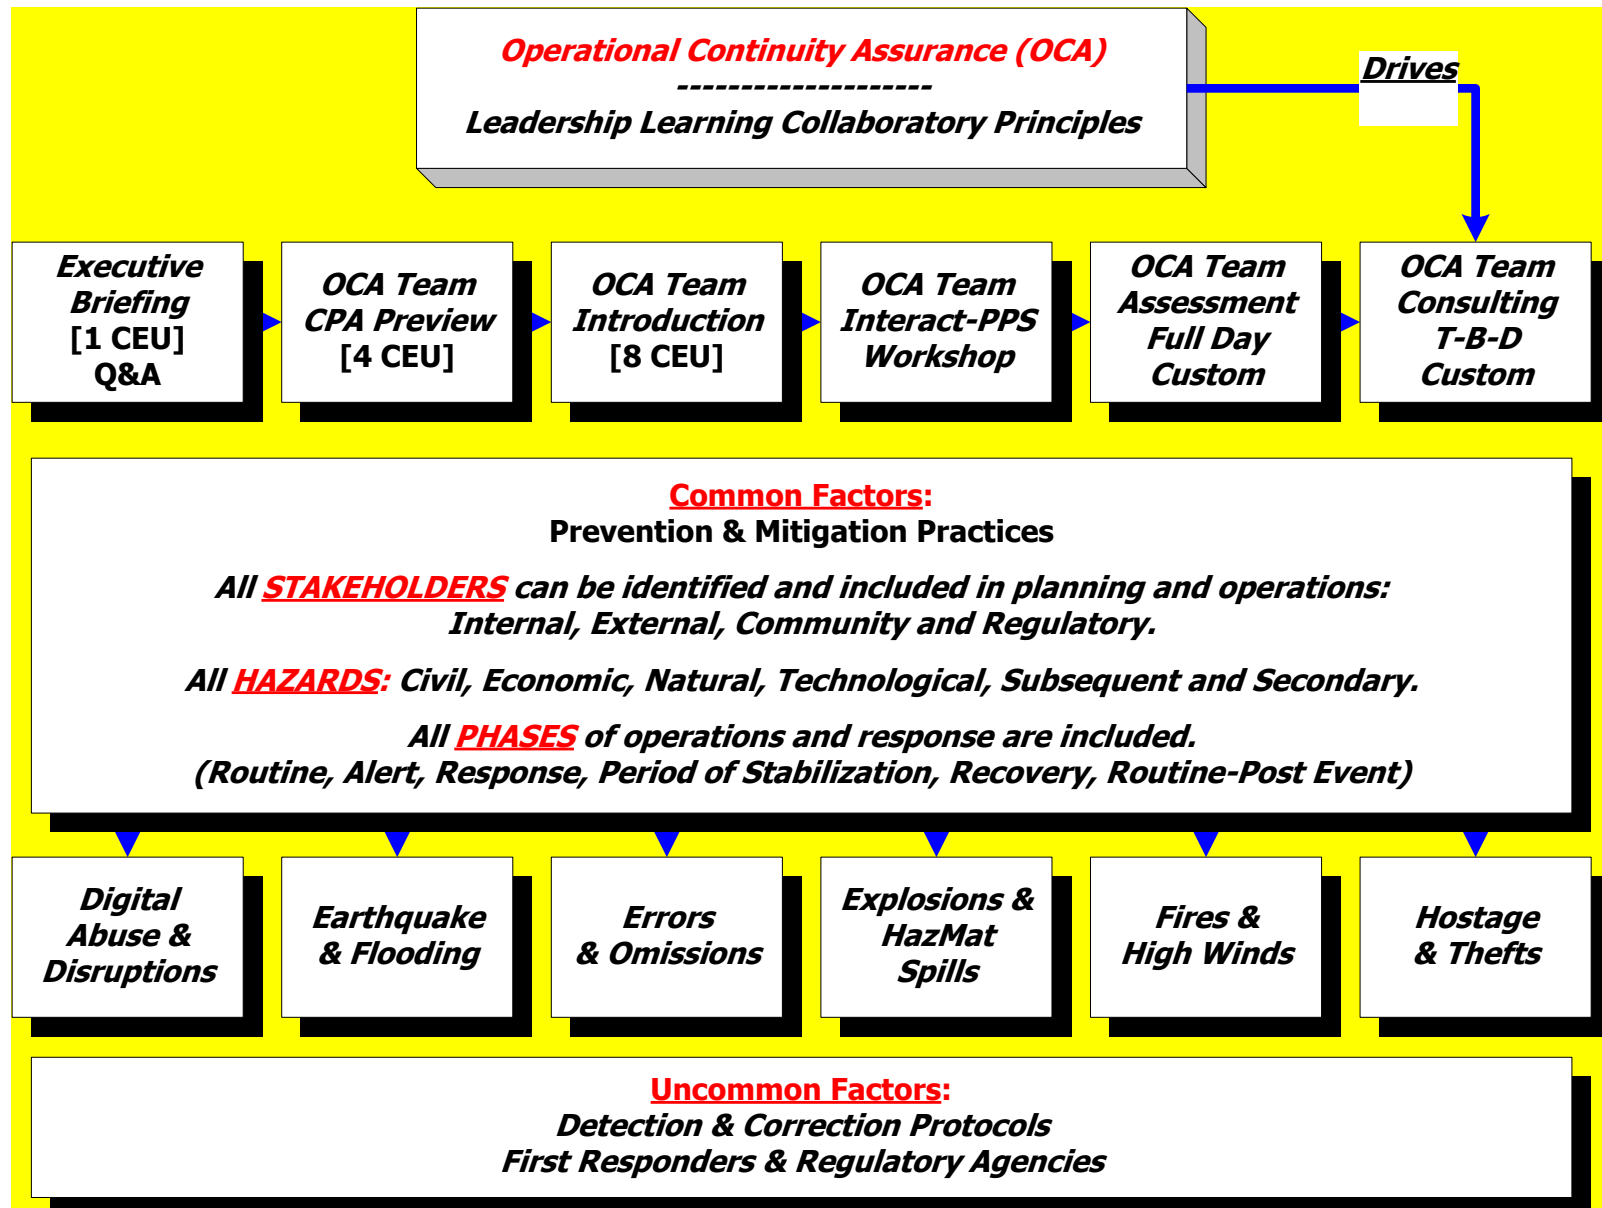 Operational Continuity Assurance (OCA)
--------------------
Leadership Learning Collaboratory Principles
Drives
Executive
Briefing
[1 CEU]
Q&A
OCA Team
CPA Preview
[4 CEU]
OCA Team
Introduction
[8 CEU]
OCA Team
Interact-PPS
Workshop
OCA Team
Assessment
Full Day
Custom
OCA Team
Consulting
T-B-D
Custom
Common Factors:
Prevention & Mitigation Practices
All STAKEHOLDERS can be identified and included in planning and operations:
Internal, External, Community and Regulatory.
All HAZARDS: Civil, Economic, Natural, Technological, Subsequent and Secondary.
All PHASES of operations and response are included.
(Routine, Alert, Response, Period of Stabilization, Recovery, Routine-Post Event)
Digital
Abuse &
Disruptions
Earthquake
& Flooding
Errors
& Omissions
Explosions &
HazMat
Spills
Fires &
High Winds
Hostage
& Thefts
Uncommon Factors:
Detection & Correction Protocols
First Responders & Regulatory Agencies